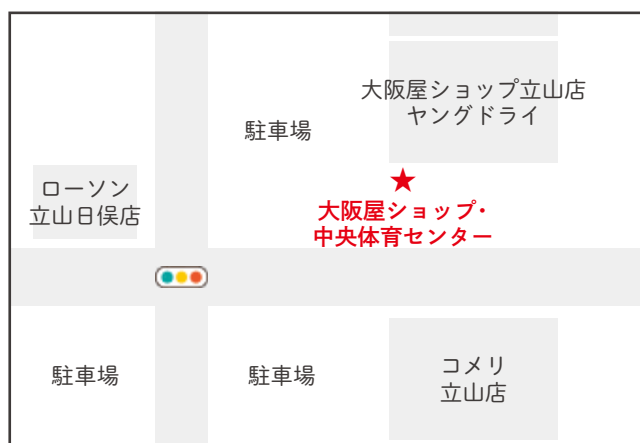 大阪屋ショップ立山店
ヤングドライ
駐車場
ローソン
立山日俣店
大阪屋ショップ・
中央体育センター
駐車場
駐車場
コメリ
立山店